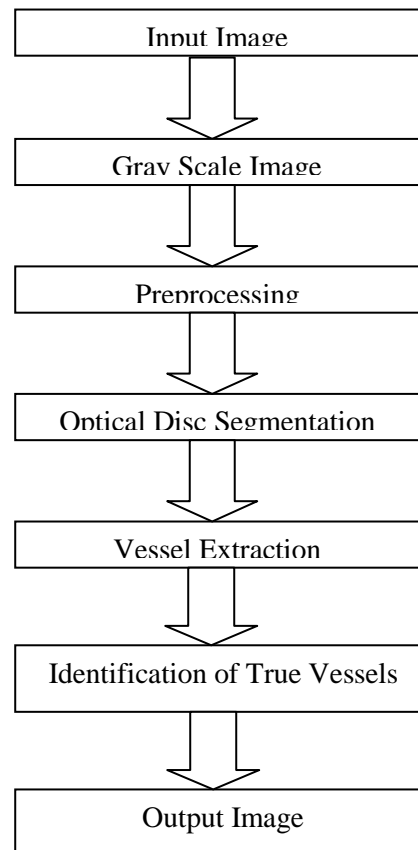 Input Image
Gray Scale Image
Preprocessing
Optical Disc Segmentation
Vessel Extraction
Identification of True Vessels
Output Image